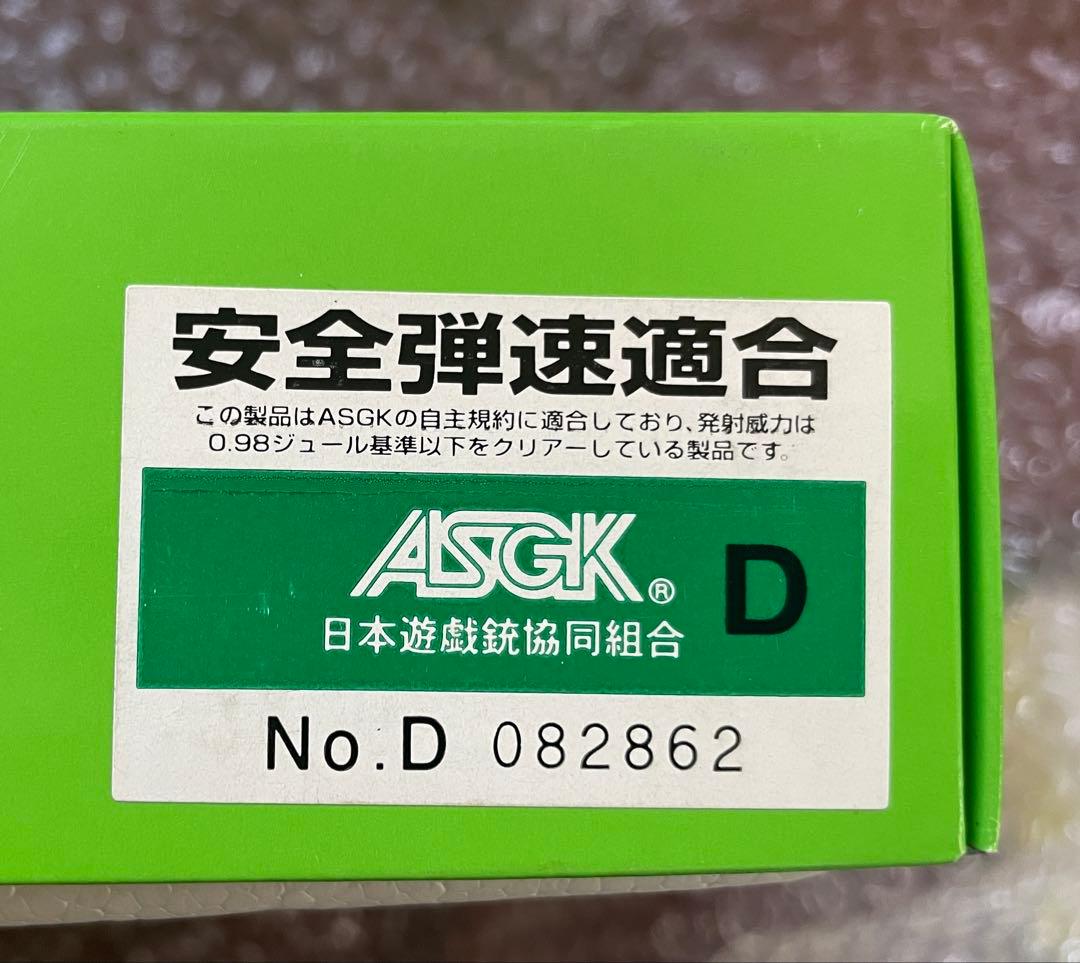 安全弾速適合
この製品はASGKの自主規約に適合しており、発射威力は
0.98ジュール基準以下をクリアーしている製品です。
ASGK® D
日本遊戯銃協同組合
No.D 082862